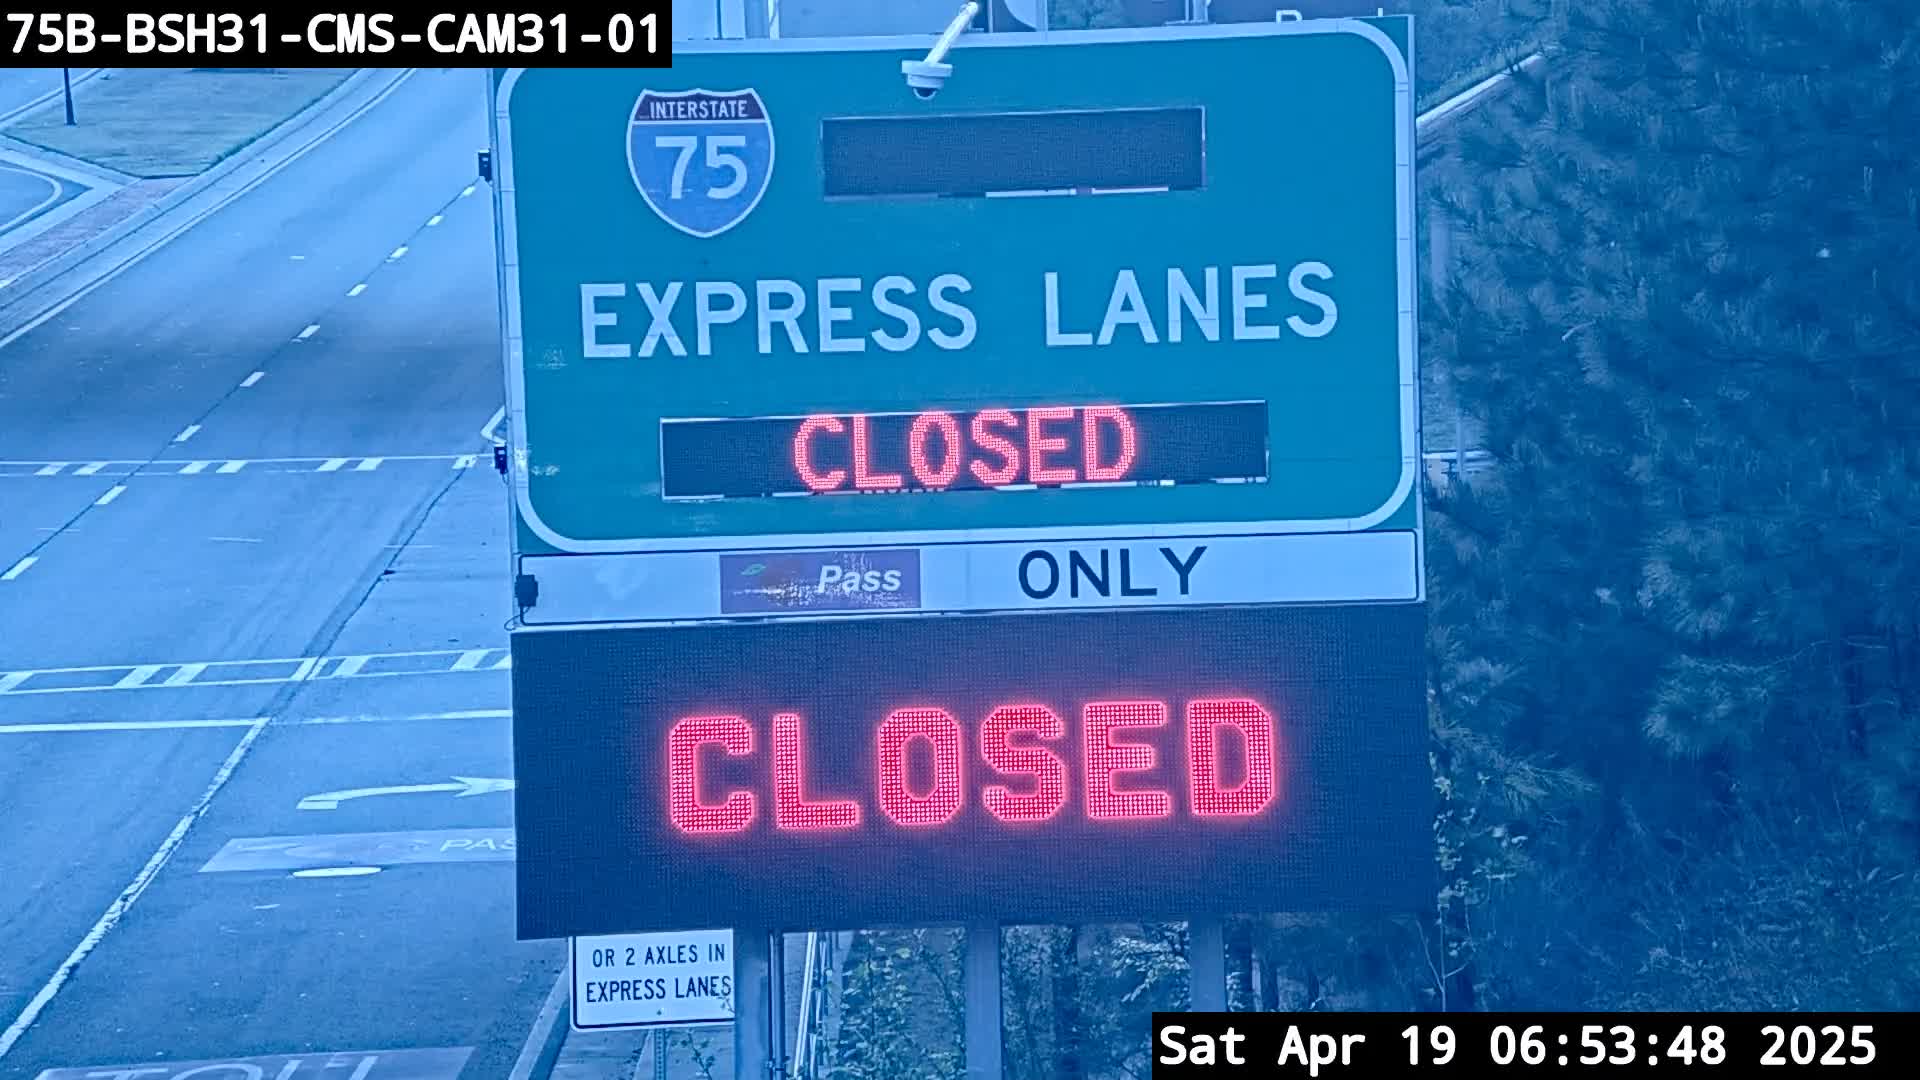 75B-BSH31-CMS-CAM31-01
INTERSTATE
75
EXPRESS LANES
CLOSED
Pass ONLY
CLOSED
OR 2 AXLES IN
EXPRESS LANES
Sat Apr 19 06:53:48 2025